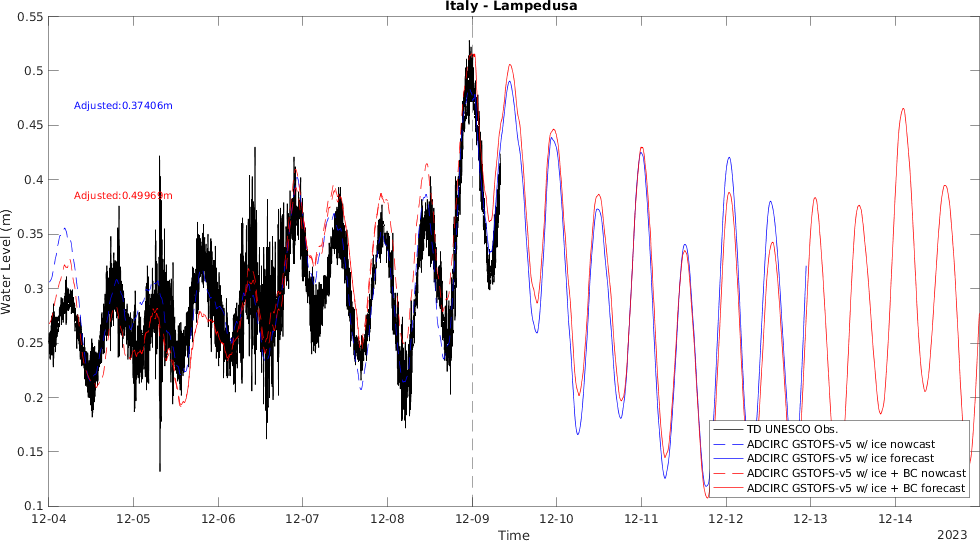 Italy - Lampedusa
0.55
0.5
0.45
0.4
0.35
0.3
0.25
0.2
0.15
0.1
Water Level (m)
Adjusted:0.37406m
Adjusted:0.49969m
TD UNESCO Obs.
ADCIRC GSTOFS-v5 w/ ice nowcast
ADCIRC GSTOFS-v5 w/ ice forecast
ADCIRC GSTOFS-v5 w/ ice + BC nowcast
ADCIRC GSTOFS-v5 w/ ice + BC forecast
12-04 12-05 12-06 12-07 12-08 12-09 12-10 12-11 12-12 12-13 12-14
Time
2023